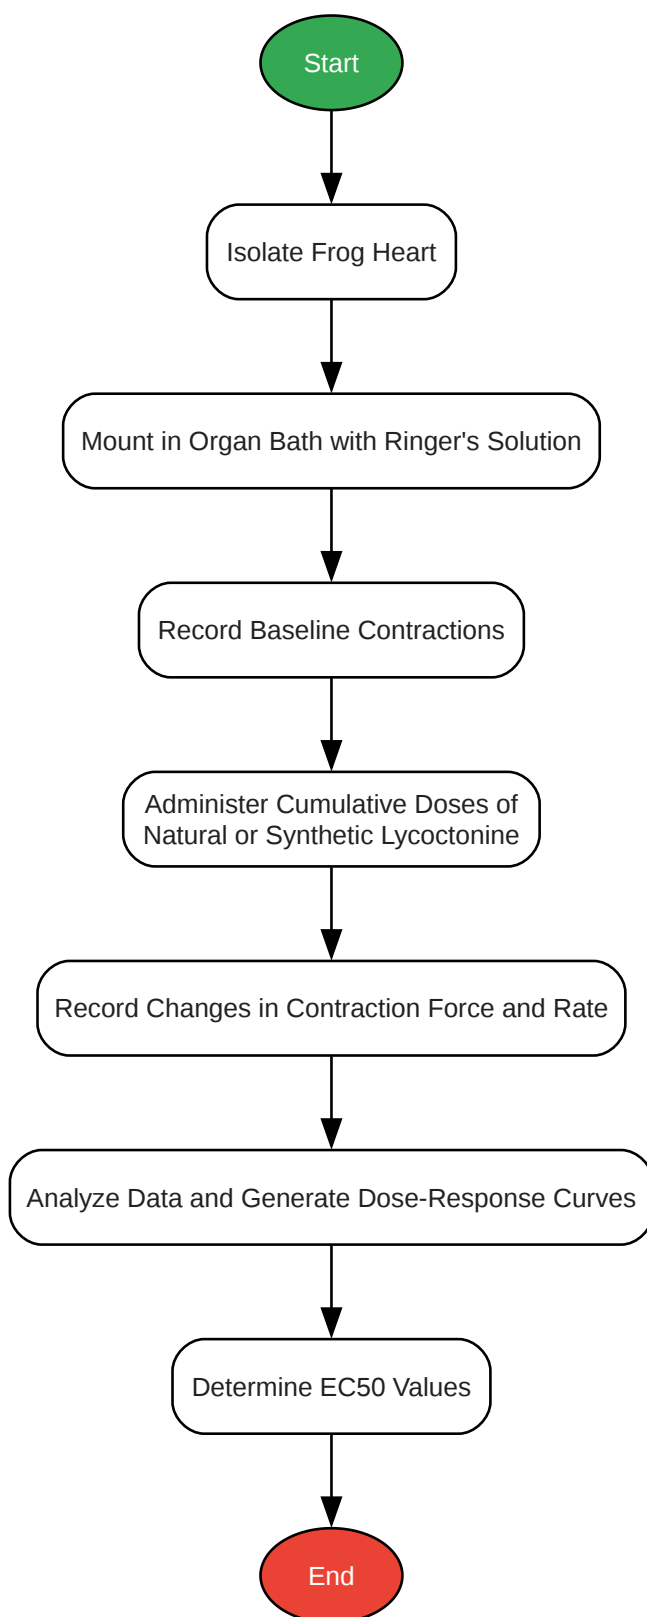 Start
Isolate Frog Heart
Mount in Organ Bath with Ringer's Solution
Record Baseline Contractions
Administer Cumulative Doses of
Natural or Synthetic Lycoctonine
Record Changes in Contraction Force and Rate
Analyze Data and Generate Dose-Response Curves
Determine EC50 Values
End